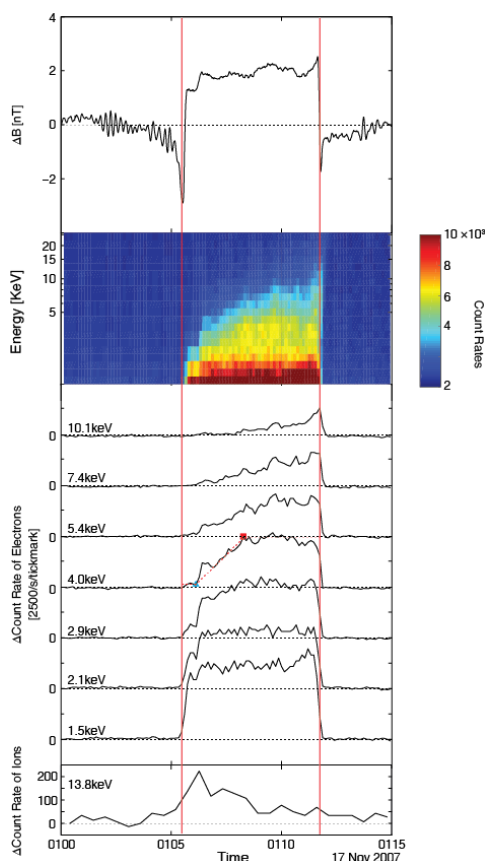 4
2
0
-2
ΔB [nT]
20
15
10
5
Energy [KeV]
10 ×10³
8
6
4
2
Count Rates
10.1keV
0
7.4keV
0
5.4keV
0
4.0keV
0
2.9keV
0
2.1keV
0
1.5keV
0
ΔCount Rate of Electrons
[2500/s/tickmark]
13.8keV
200
100
0
ΔCount Rate of Ions
0100 0105 0110 0115
Time 17 Nov 2007